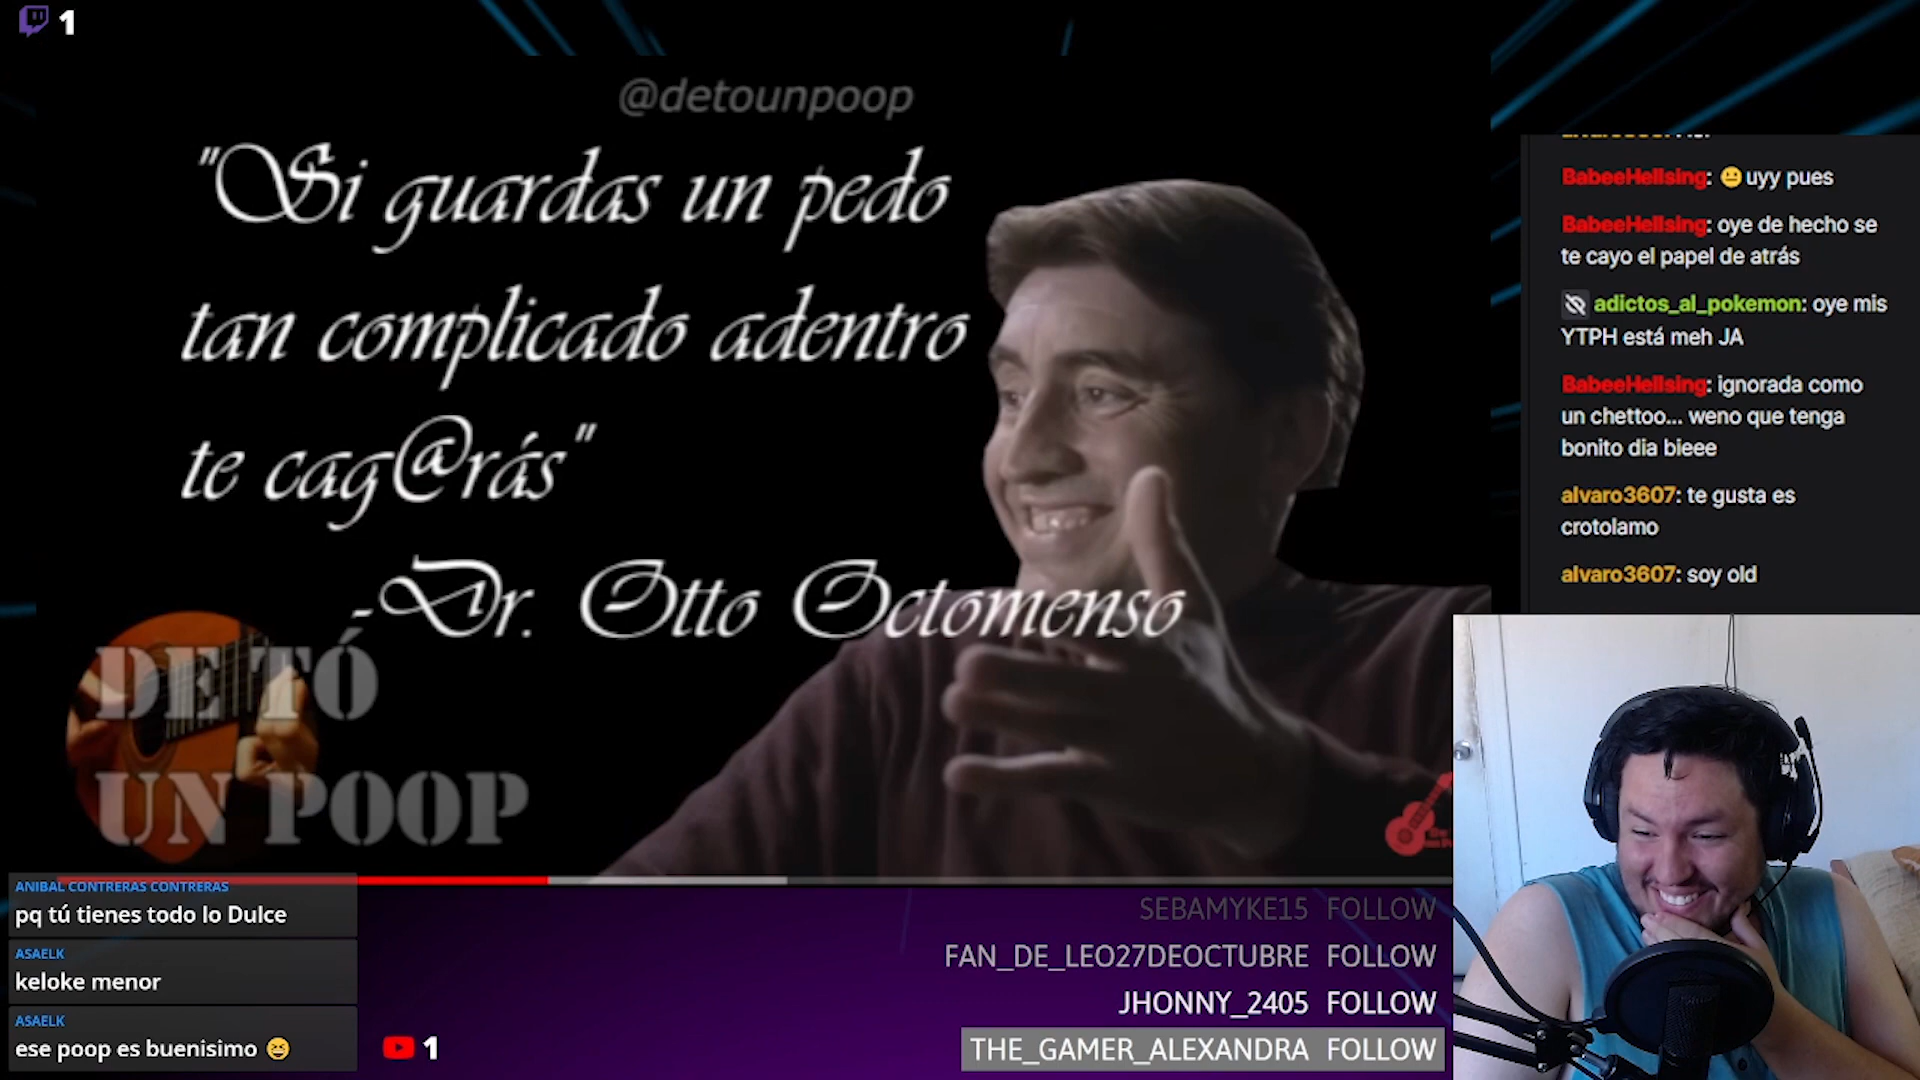 1
@detounpoop
"Si guardas un pedo
tan complicado adentro
te cag@rás"
-Dr. Otto Octomenso
DE TÓ
UN POOP
BabeeHellsing: uyy pues
BabeeHellsing: oye de hecho se
te cayo el papel de atrás
adictos_al_pokemon: oye mis
YTPH está meh JA
BabeeHellsing: ignorada como
un chettoo... weno que tenga
bonito dia bieee
alvaro3607: te gusta es
crotolamo
alvaro3607: soy old
ANIBAL CONTRERAS CONTRERAS
pq tú tienes todo lo Dulce
ASAELK
keloke menor
ASAELK
ese poop es buenisimo 😆
1
SEBAMYKE15 FOLLOW
FAN_DE_LEO27DEOCTUBRE FOLLOW
JHONNY_2405 FOLLOW
THE_GAMER_ALEXANDRA FOLLOW